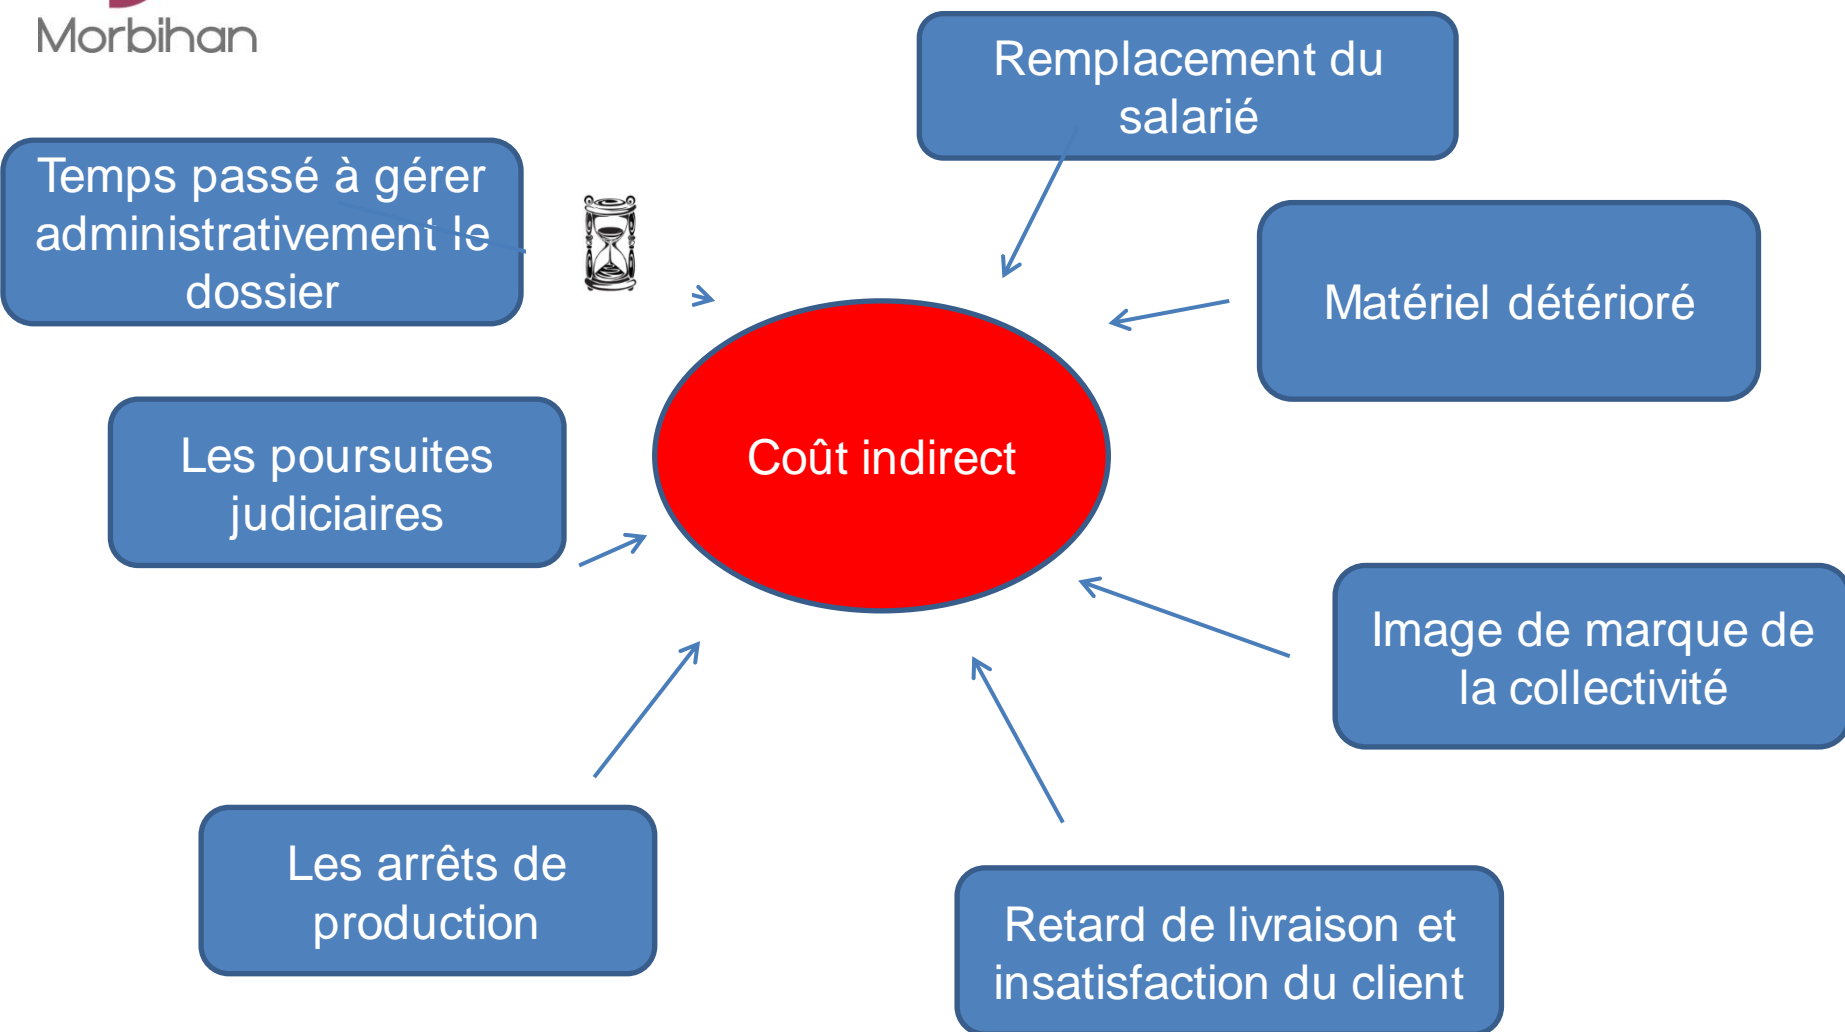 Morbihan
Remplacement du
salarié
Temps passé à gérer
administrativement le
dossier
Matériel détérioré
Les poursuites
judiciaires
Coût indirect
Image de marque de
la collectivité
Les arrêts de
production
Retard de livraison et
insatisfaction du client